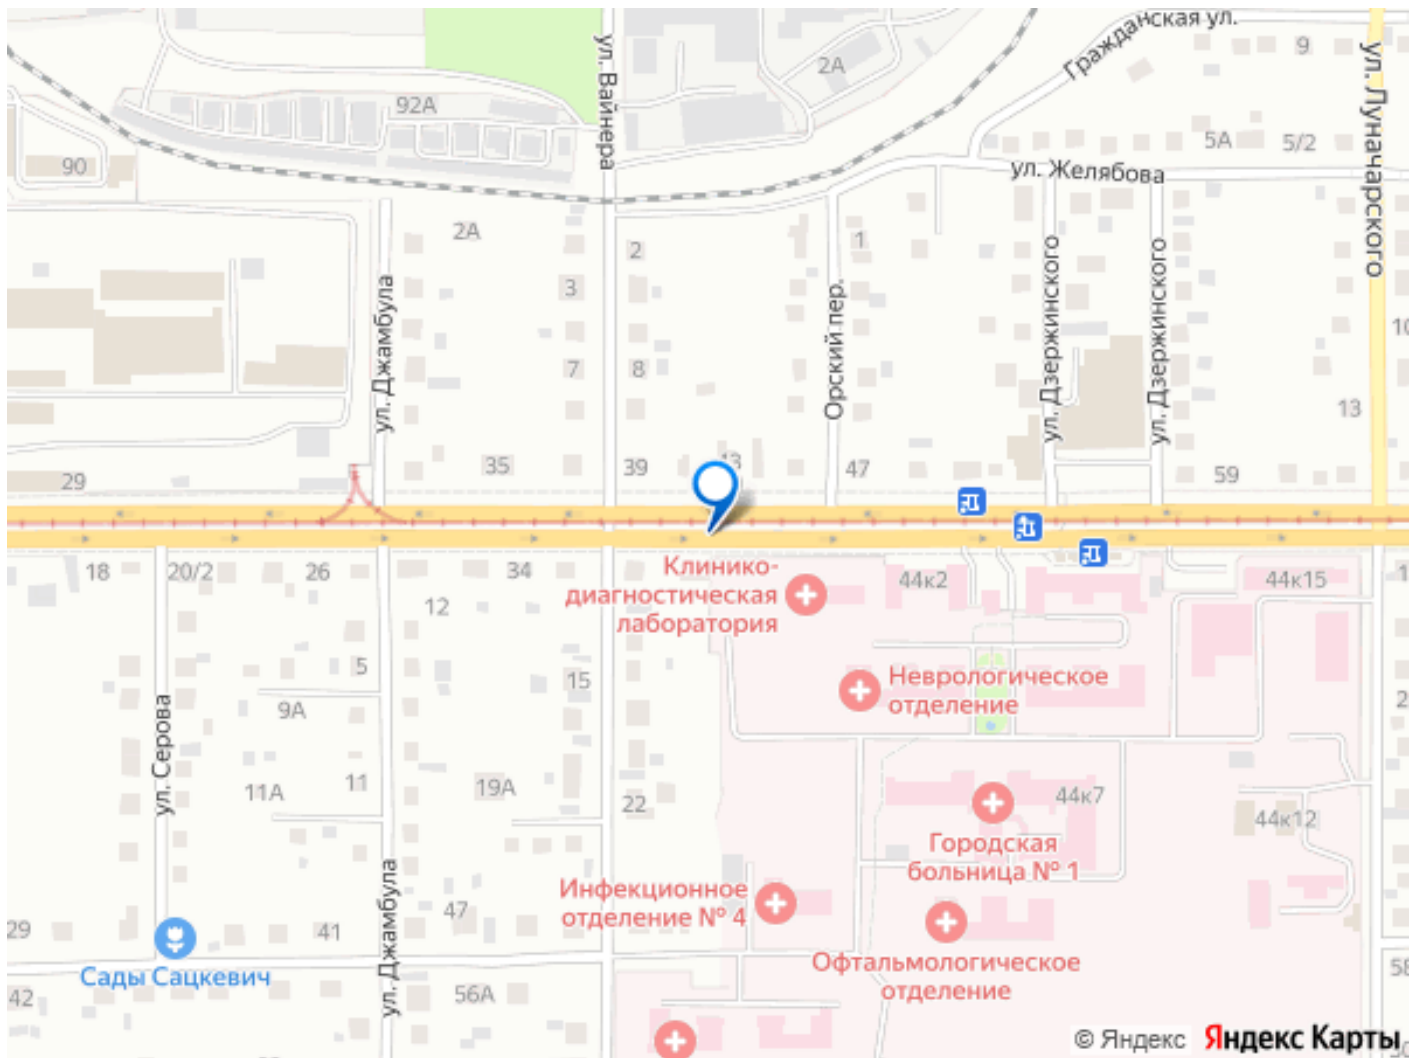 Гражданская ул.
9
ул. Вайнера
2А
ул. Луначарского
92А
5А
5/2
90
ул. Желябова
2А
2
1
ул. Джамбула
3
Орский пер.
ул. Дзержинского
ул. Дзержинского
7
8
13
35
39
13
47
59
29
18
20/2
26
34
12
Клинико-
диагностическая
лаборатория
44к2
44к15
5
15
Неврологическое
отделение
9А
ул. Серова
11А
11
19А
22
44к7
44к12
Городская
больница № 1
Инфекционное
отделение № 4
ул. Джамбула
47
29
41
Сады Сацкевич
Офтальмологическое
отделение
42
56А
58
© Яндекс Яндекс Карты